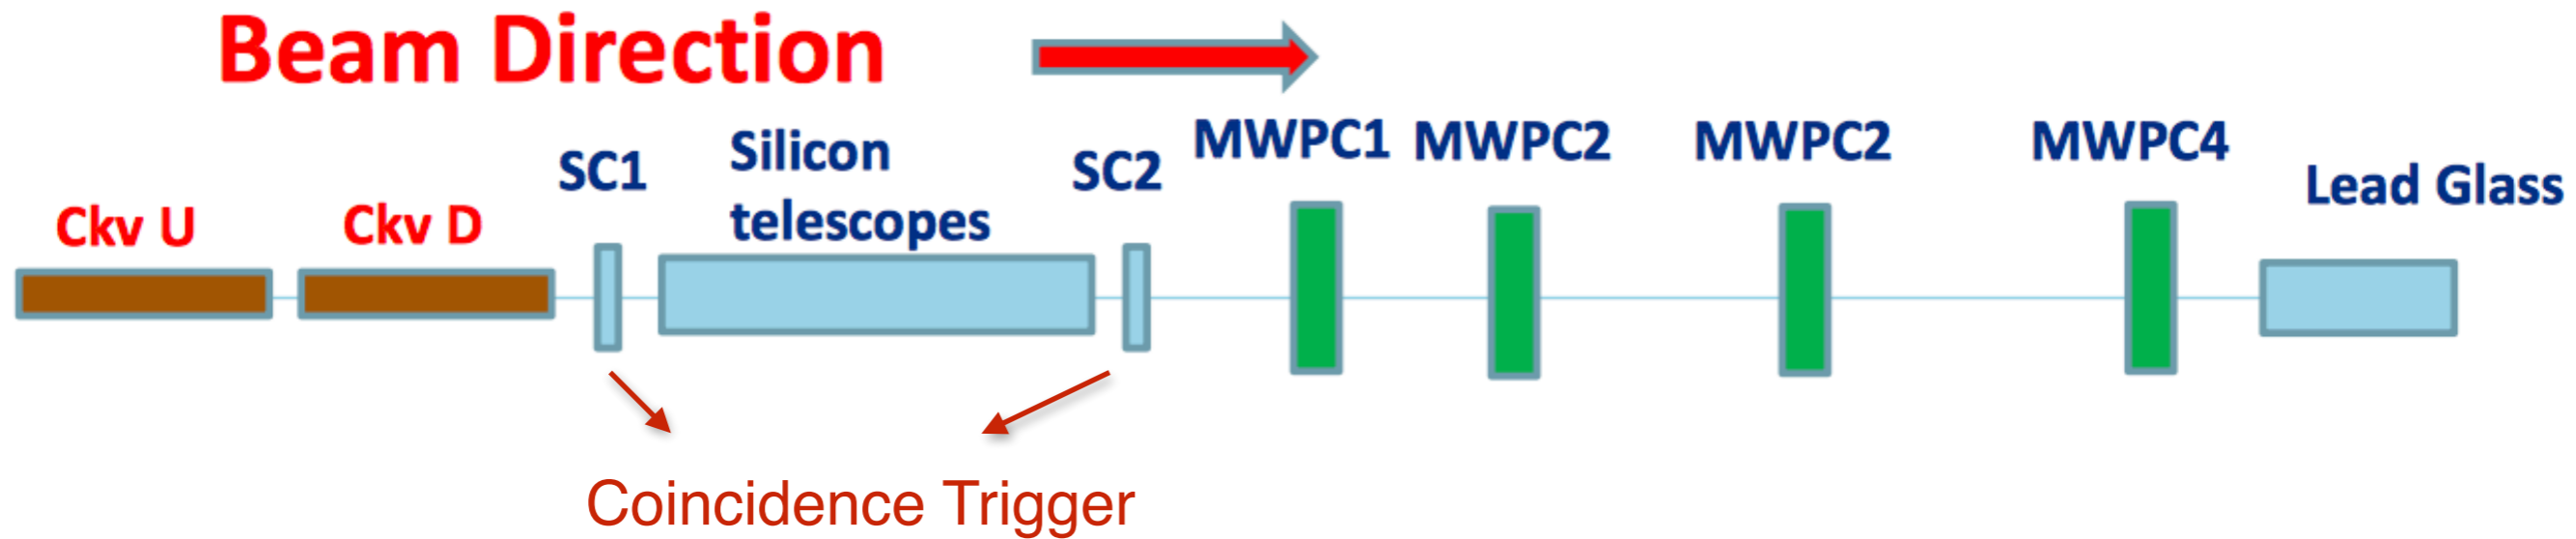 Beam Direction
Ckv U
Ckv D
SC1
Silicon
telescopes
SC2
MWPC1
MWPC2
MWPC2
MWPC4
Lead Glass
Coincidence Trigger